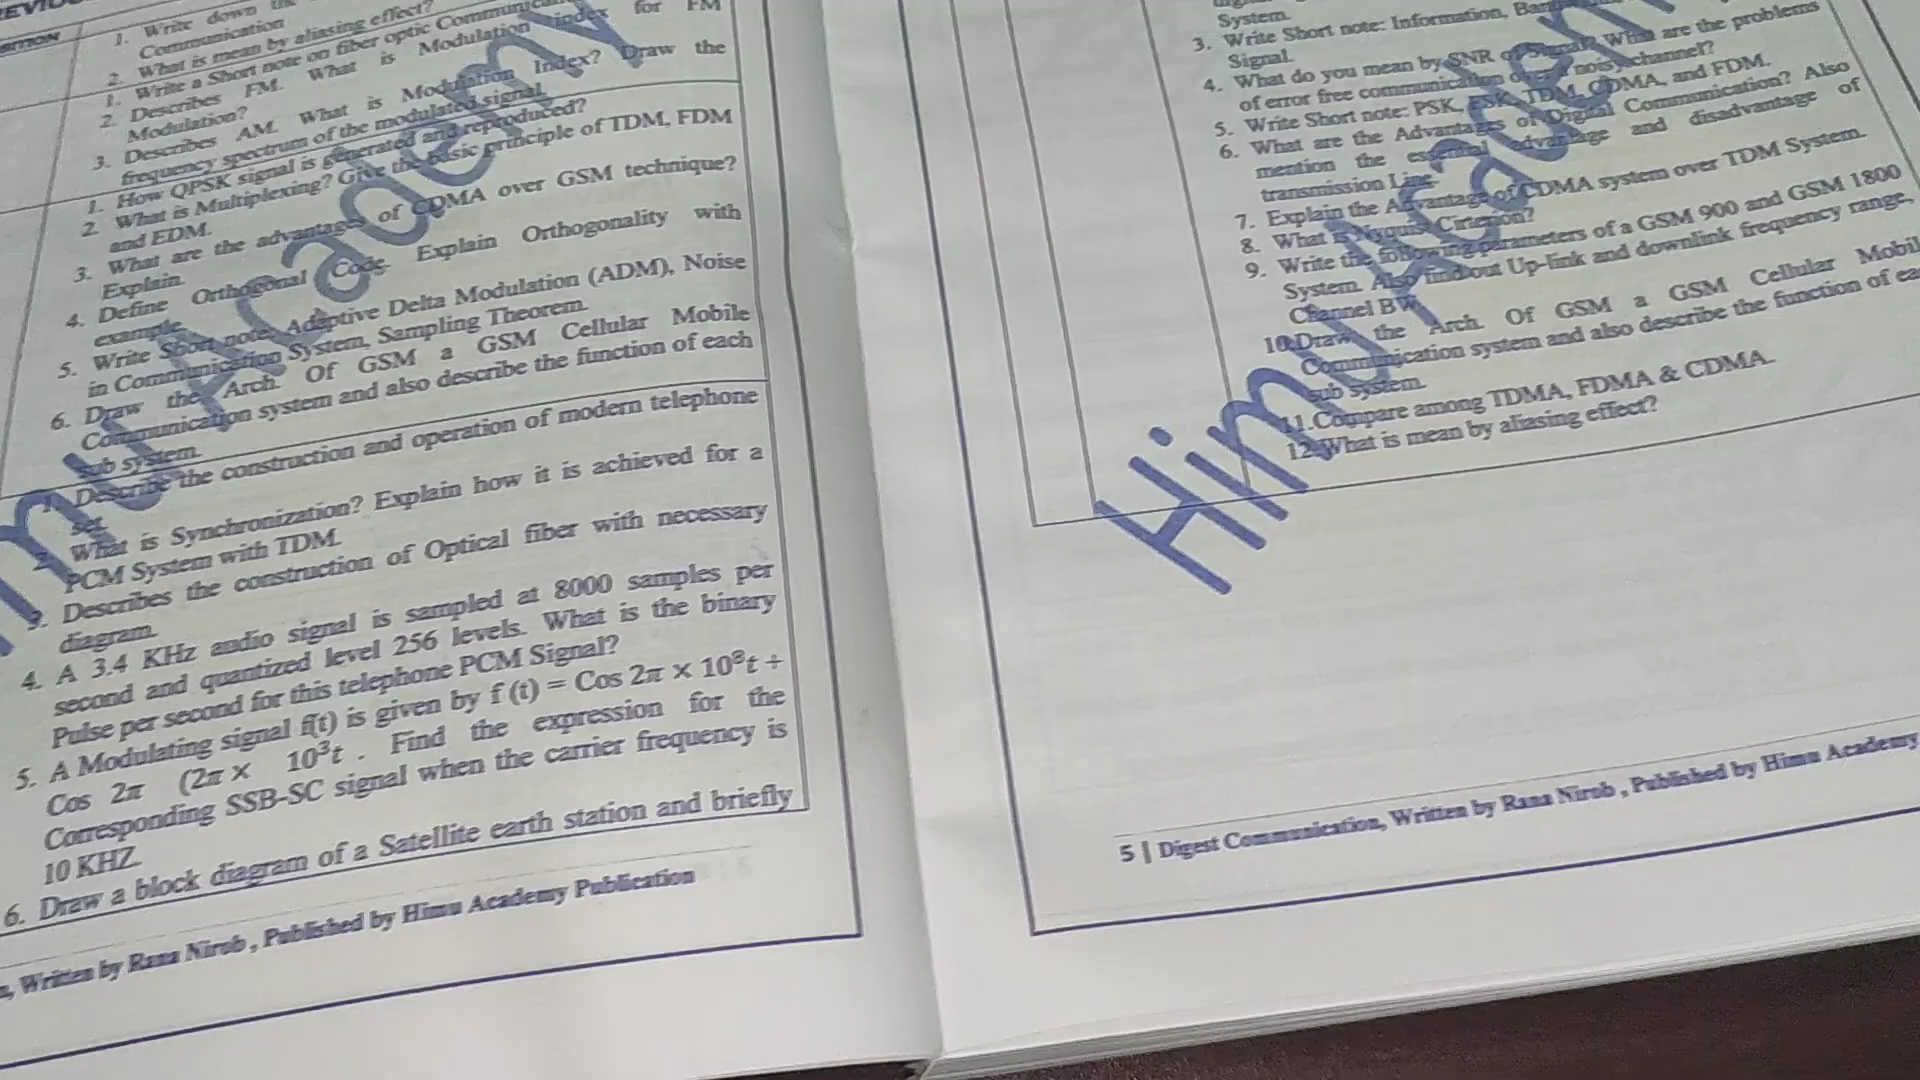 1. Write down the
Communication
2. What is mean by aliasing effect?
1. Write a Short note on fiber optic
2. Describes FM. What is Modulation index for FM
Modulation?
3. Describes AM. What is Modulation Index? Draw the
frequency spectrum of the modulated signal.
1. How QPSK signal is generated and reproduced?
2. What is Multiplexing? Give the basic principle of TDM, FDM
and EDM.
3. What are the advantages of CDMA over GSM technique?
Explain.
4. Define Orthogonal Code. Explain Orthogonality with
example
5. Write Short note: Adaptive Delta Modulation (ADM), Noise
in Communication System, Sampling Theorem.
6. Draw the Arch. Of GSM a GSM Cellular Mobile
Communication system and also describe the function of each
sub system.
1. Describe the construction and operation of modern telephone
set.
2. What is Synchronization? Explain how it is achieved for a
PCM System with TDM.
3. Describes the construction of Optical fiber with necessary
diagram.
4. A 3.4 KHz audio signal is sampled at 8000 samples per
second and quantized level 256 levels. What is the binary
Pulse per second for this telephone PCM Signal?
5. A Modulating signal f(t) is given by f (t) = Cos 2π × 10³t +
Cos 2π (2π × 10³t . Find the expression for the
Corresponding SSB-SC signal when the carrier frequency is
10 KHZ.
6. Draw a block diagram of a Satellite earth station and briefly
, Written by Rana Nirob , Published by Himu Academy Publication
Himu Academy
System.
3. Write Short note: Information,
Signal.
4. What do you mean by SNR of Signal? What are the problems
of error free communication over noisy channel?
5. Write Short note: PSK, FSK, TDM, CDMA, and FDM.
6. What are the Advantages of Digital Communication? Also
mention the essential advantage and disadvantage of
transmission Line
7. Explain the Advantage of CDMA system over TDM System.
8. What is Nyquist Cirterion?
9. Write the following parameters of a GSM 900 and GSM 1800
System. Also find out Up-link and downlink frequency range,
Channel BW
10.Draw the Arch. Of GSM a GSM Cellular Mobil
Communication system and also describe the function of ea
sub system.
11.Compare among TDMA, FDMA & CDMA.
12.What is mean by aliasing effect?
Himu Academ
5 | Digest Communication, Written by Rana Nirob , Published by Himu Academy